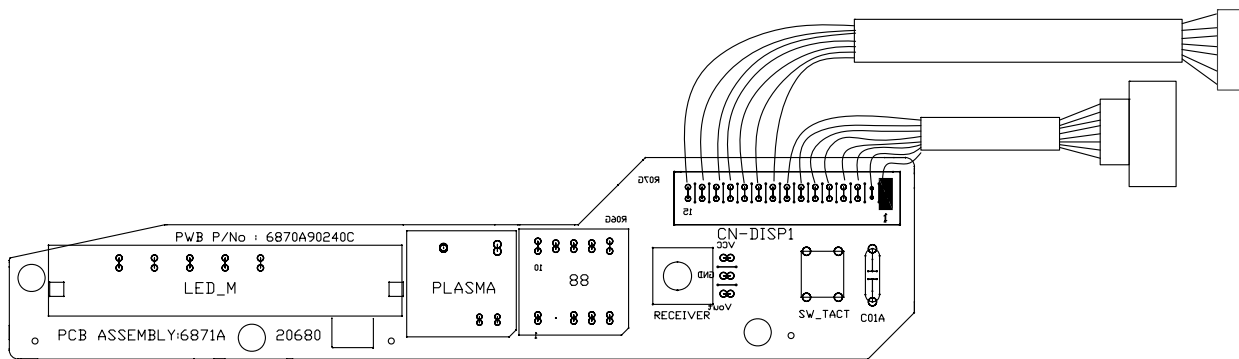 R07G
15
1
R06G
CN-DISP1
PWB P/No : 6870A90240C
VCC
10
GND
LED_M
PLASMA
88
Vout
RECEIVER
SW_TACT
C01A
PCB ASSEMBLY:6871A
20680
1